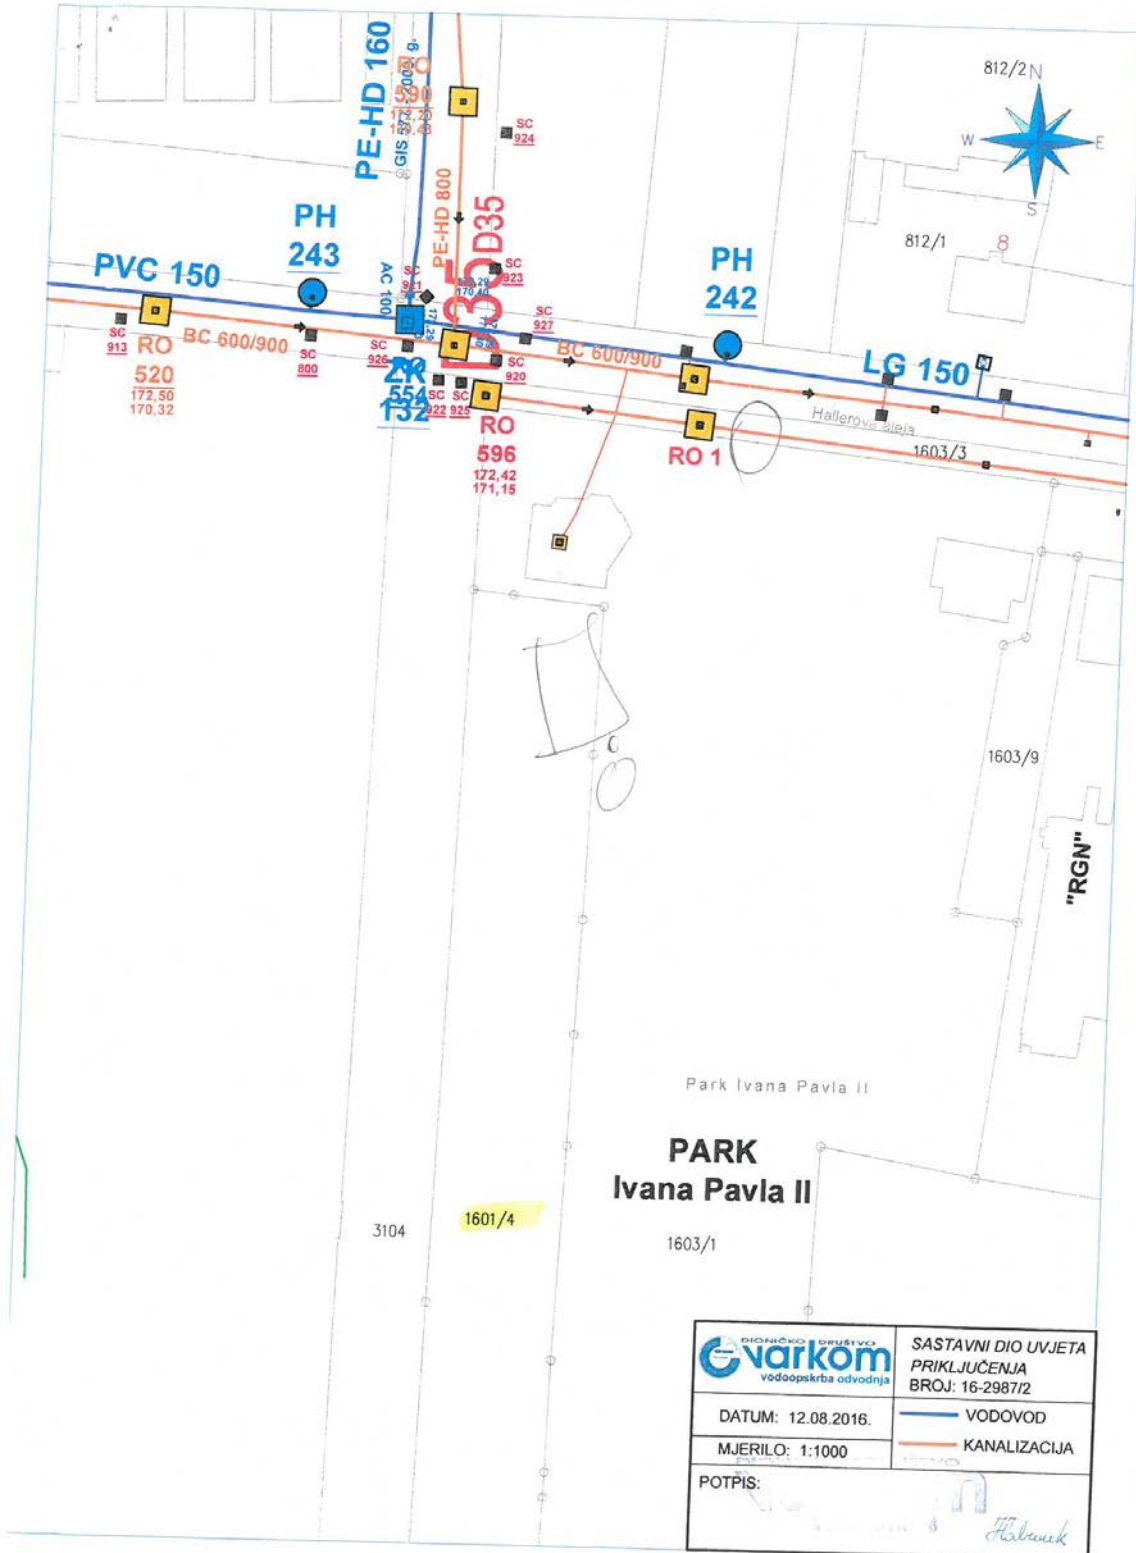 812/2
N
W
E
S
PE-HD 160
RO
590
SC
924
PE-HD 800
812/1
8
PH
243
PH
242
PVC 150
AC 100
SC
921
SC
923
SC
927
D35
SC
913
RO
520
172,50
170,32
BC 600/900
SC
800
SC
926
ZK
132
SC
922
SC
925
SC
920
BC 600/900
LG 150
RO
596
172,42
171,15
RO 1
Hallerova aleja
1603/3
1603/9
"RGN"
Park Ivana Pavla II
PARK
Ivana Pavla II
3104
1601/4
1603/1
DIONIČKO DRUŠTVO
varkom
vodoopskrba odvodnja
SASTAVNI DIO UVJETA
PRIKLJUČENJA
BROJ: 16-2987/2
DATUM: 12.08.2016.
VODOVOD
MJERILO: 1:1000
KANALIZACIJA
POTPIS: